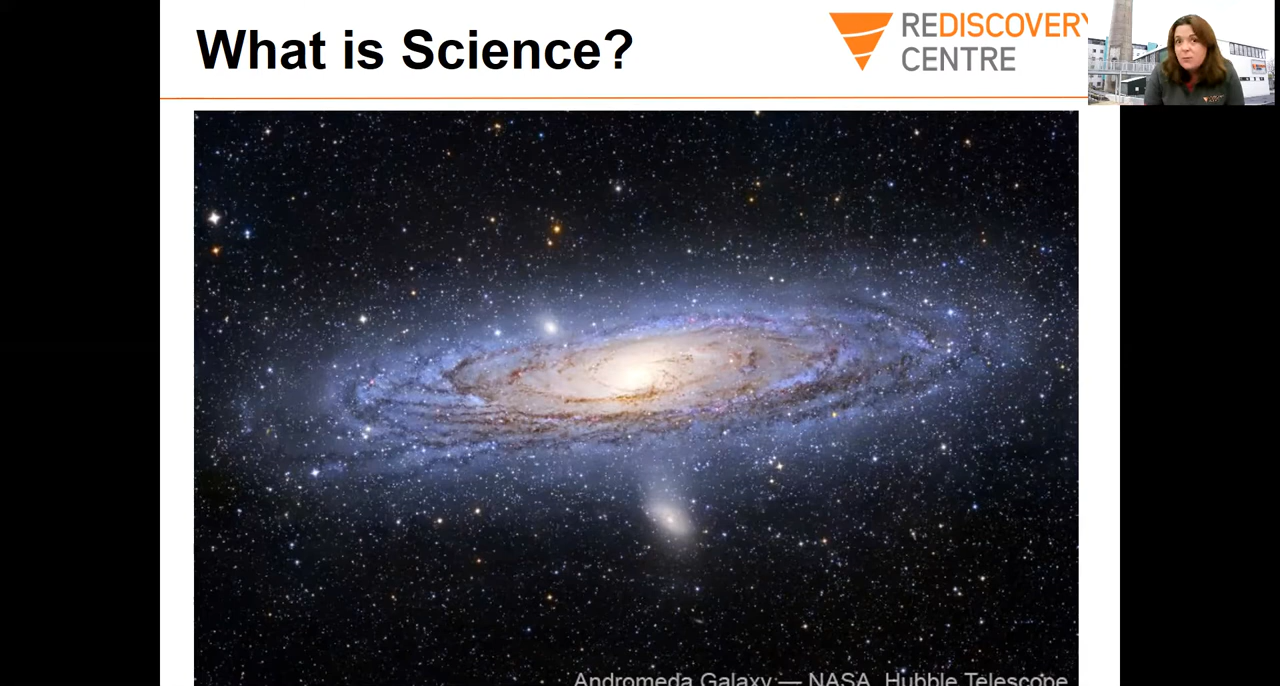 What is Science?
REDISCOVERY
CENTRE
Andromeda Galaxy — NASA, Hubble Telescope